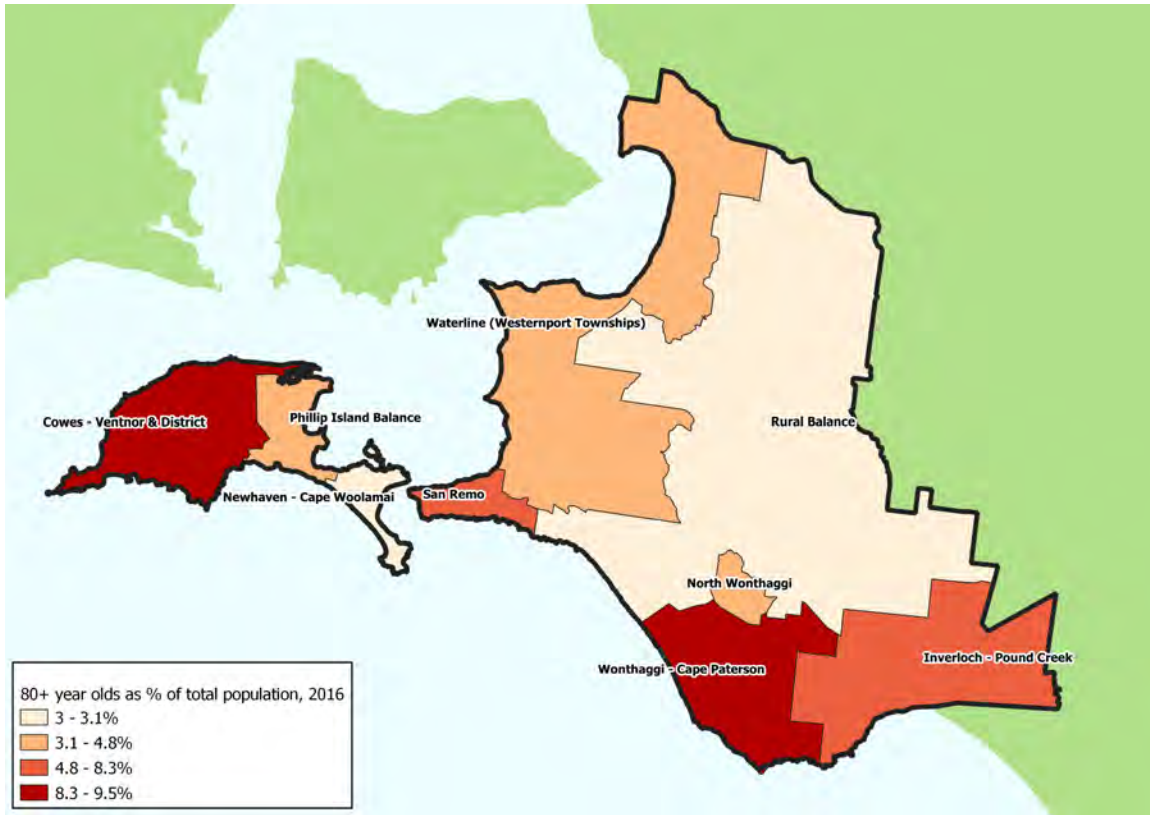 Waterline (Westernport Townships)
Cowes - Ventnor & District
Phillip Island Balance
Rural Balance
Newhaven - Cape Woolamai
San Remo
North Wonthaggi
Wonthaggi - Cape Paterson
Inverloch - Pound Creek
80+ year olds as % of total population, 2016
3 - 3.1%
3.1 - 4.8%
4.8 - 8.3%
8.3 - 9.5%